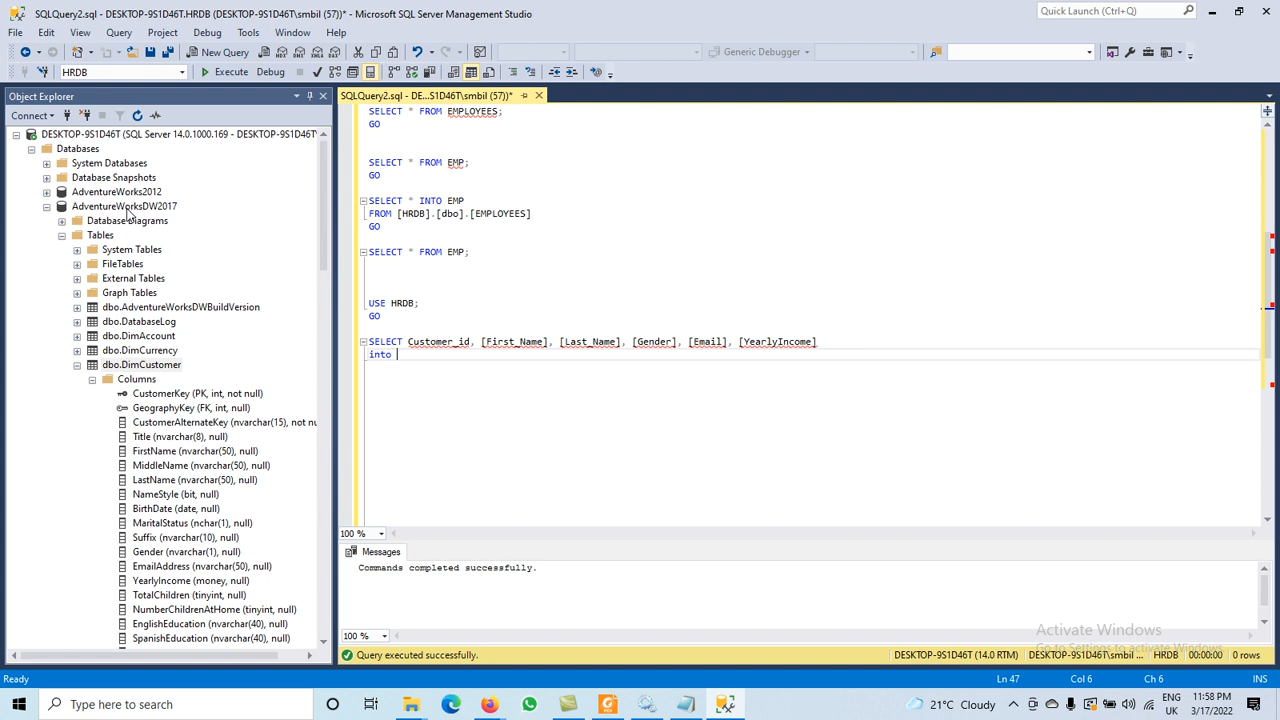 SQLQuery2.sql - DESKTOP-9S1D46T.HRDB (DESKTOP-9S1D46T\smbil (57))* - Microsoft SQL Server Management Studio
Quick Launch (Ctrl+Q)
File Edit View Query Project Debug Tools Window Help
New Query
Generic Debugger
HRDB
Execute Debug
Object Explorer
SQLQuery2.sql - DE...S1D46T\smbil (57))*
Connect
DESKTOP-9S1D46T (SQL Server 14.0.1000.169 - DESKTOP-9S1D46T\
Databases
System Databases
Database Snapshots
AdventureWorks2012
AdventureWorksDW2017
Database Diagrams
Tables
System Tables
FileTables
External Tables
Graph Tables
dbo.AdventureWorksDWBuildVersion
dbo.DatabaseLog
dbo.DimAccount
dbo.DimCurrency
dbo.DimCustomer
Columns
CustomerKey (PK, int, not null)
GeographyKey (FK, int, null)
CustomerAlternateKey (nvarchar(15), not nu
Title (nvarchar(8), null)
FirstName (nvarchar(50), null)
MiddleName (nvarchar(50), null)
LastName (nvarchar(50), null)
NameStyle (bit, null)
BirthDate (date, null)
MaritalStatus (nchar(1), null)
Suffix (nvarchar(10), null)
Gender (nvarchar(1), null)
EmailAddress (nvarchar(50), null)
YearlyIncome (money, null)
TotalChildren (tinyint, null)
NumberChildrenAtHome (tinyint, null)
EnglishEducation (nvarchar(40), null)
SpanishEducation (nvarchar(40), null)
SELECT * FROM EMPLOYEES;
GO
SELECT * FROM EMP;
GO
SELECT * INTO EMP
FROM [HRDB].[dbo].[EMPLOYEES]
GO
SELECT * FROM EMP;
USE HRDB;
GO
SELECT Customer_id, [First_Name], [Last_Name], [Gender], [Email], [YearlyIncome]
into
100 %
Messages
Commands completed successfully.
100 %
Activate Windows
Go to Settings to activate Windows.
Query executed successfully.
DESKTOP-9S1D46T (14.0 RTM) DESKTOP-9S1D46T\smbil ... HRDB 00:00:00 0 rows
Ready
Ln 47 Col 6 Ch 6 INS
Type here to search
21°C Cloudy
ENG
UK
11:58 PM
3/17/2022